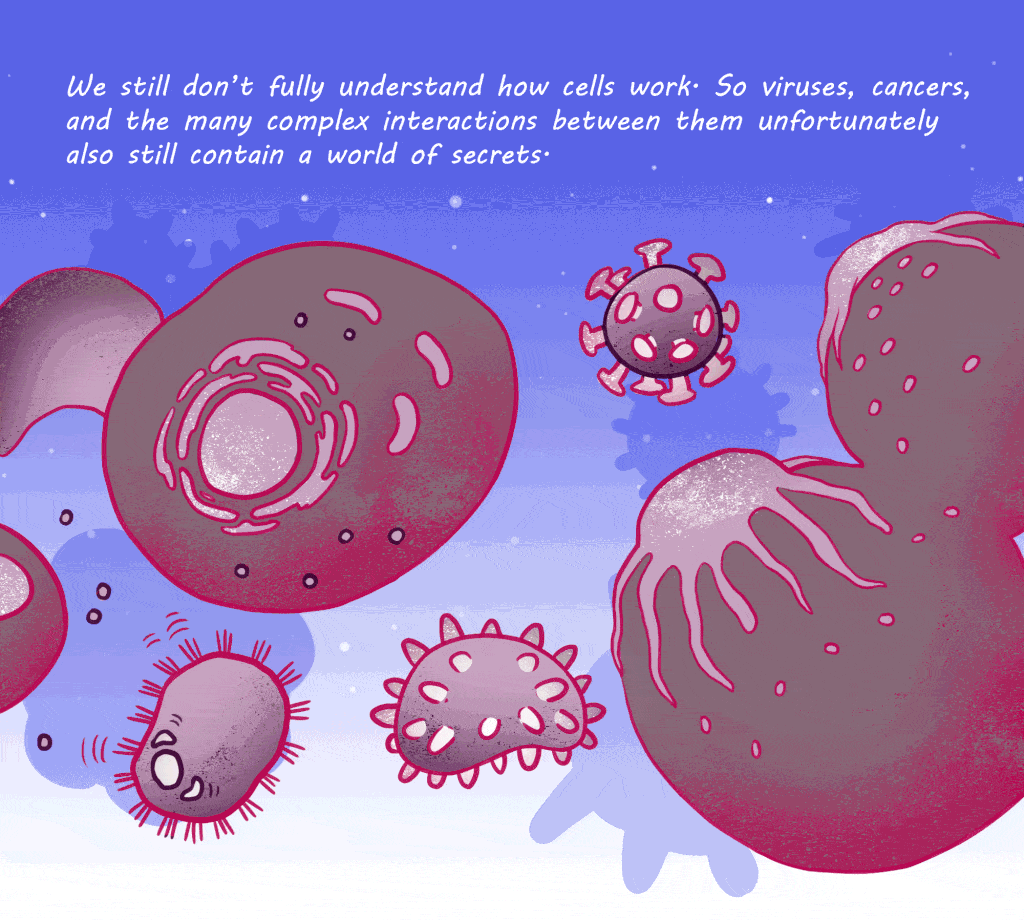 We still don't fully understand how cells work. So viruses, cancers,
and the many complex interactions between them unfortunately
also still contain a world of secrets.